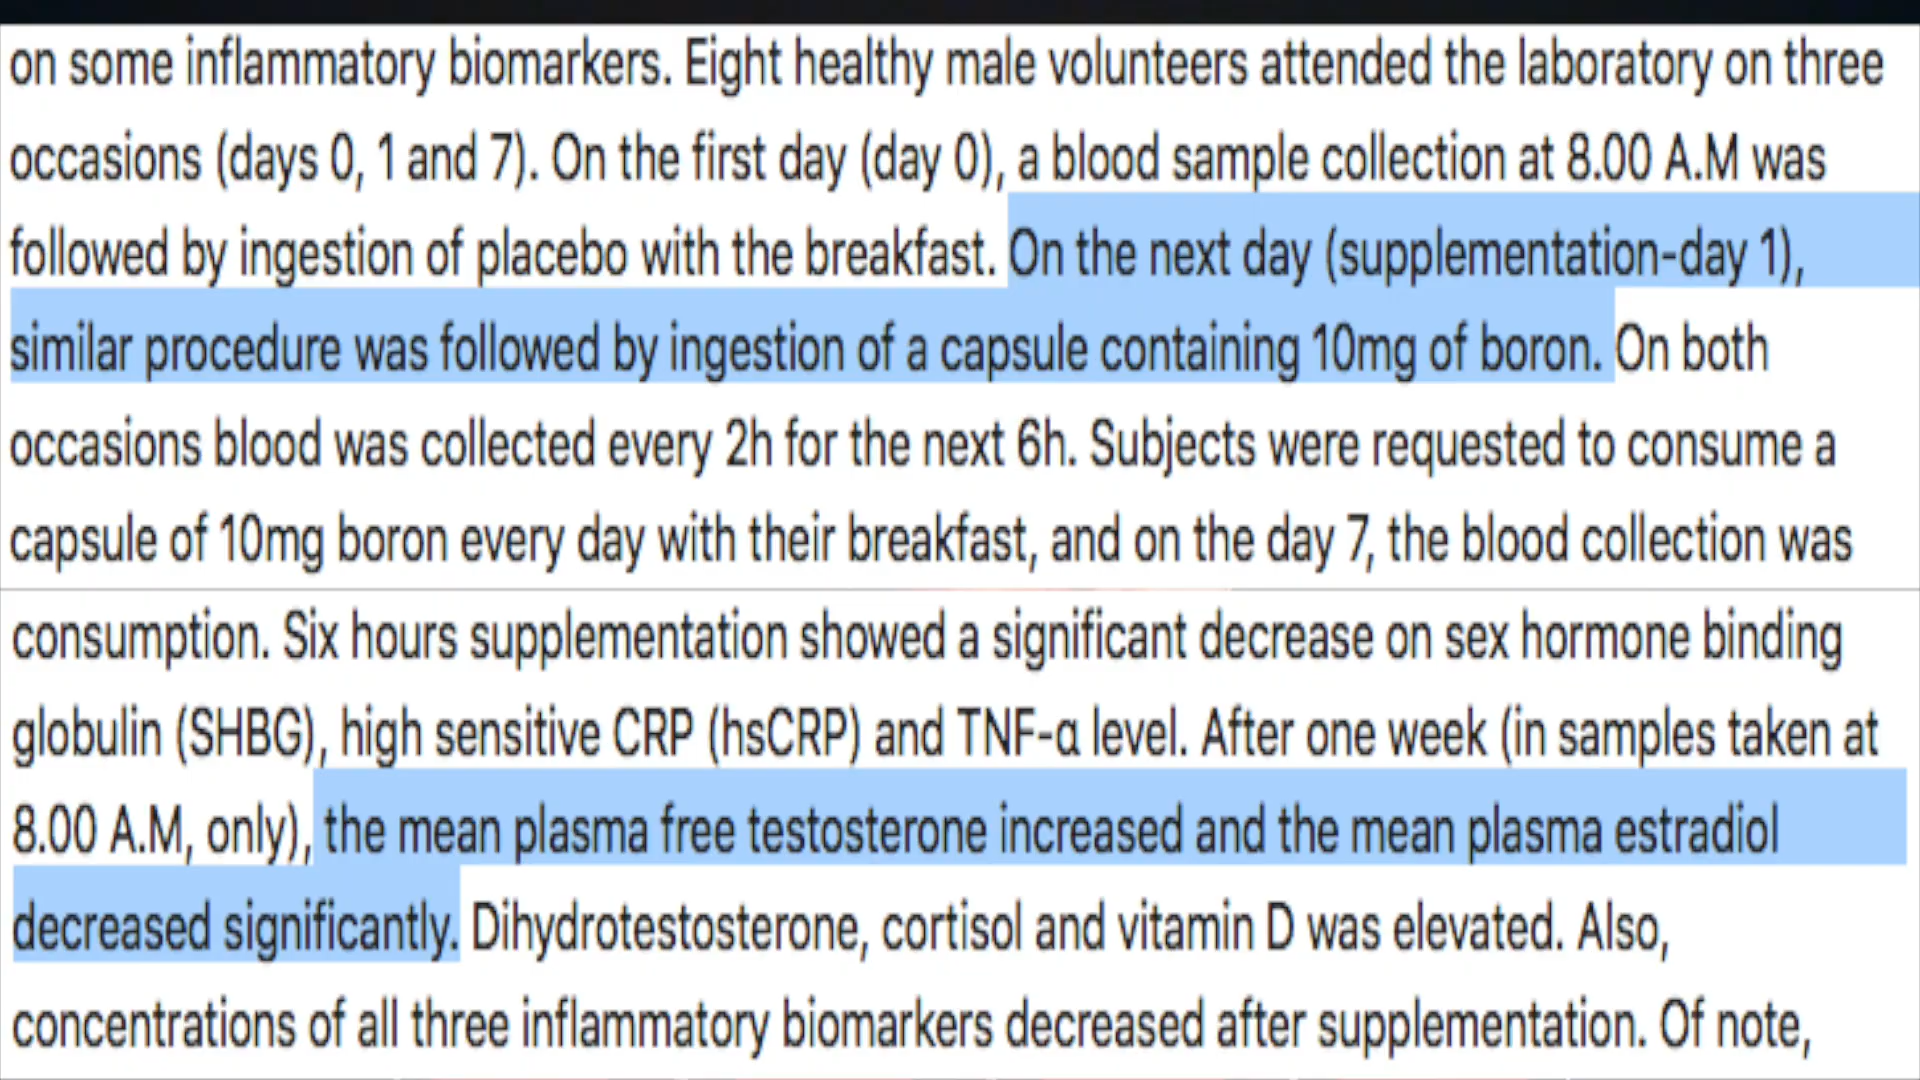 on some inflammatory biomarkers. Eight healthy male volunteers attended the laboratory on three
occasions (days 0, 1 and 7). On the first day (day 0), a blood sample collection at 8.00 A.M was
followed by ingestion of placebo with the breakfast. On the next day (supplementation-day 1),
similar procedure was followed by ingestion of a capsule containing 10mg of boron. On both
occasions blood was collected every 2h for the next 6h. Subjects were requested to consume a
capsule of 10mg boron every day with their breakfast, and on the day 7, the blood collection was
consumption. Six hours supplementation showed a significant decrease on sex hormone binding
globulin (SHBG), high sensitive CRP (hsCRP) and TNF-α level. After one week (in samples taken at
8.00 A.M, only), the mean plasma free testosterone increased and the mean plasma estradiol
decreased significantly. Dihydrotestosterone, cortisol and vitamin D was elevated. Also,
concentrations of all three inflammatory biomarkers decreased after supplementation. Of note,